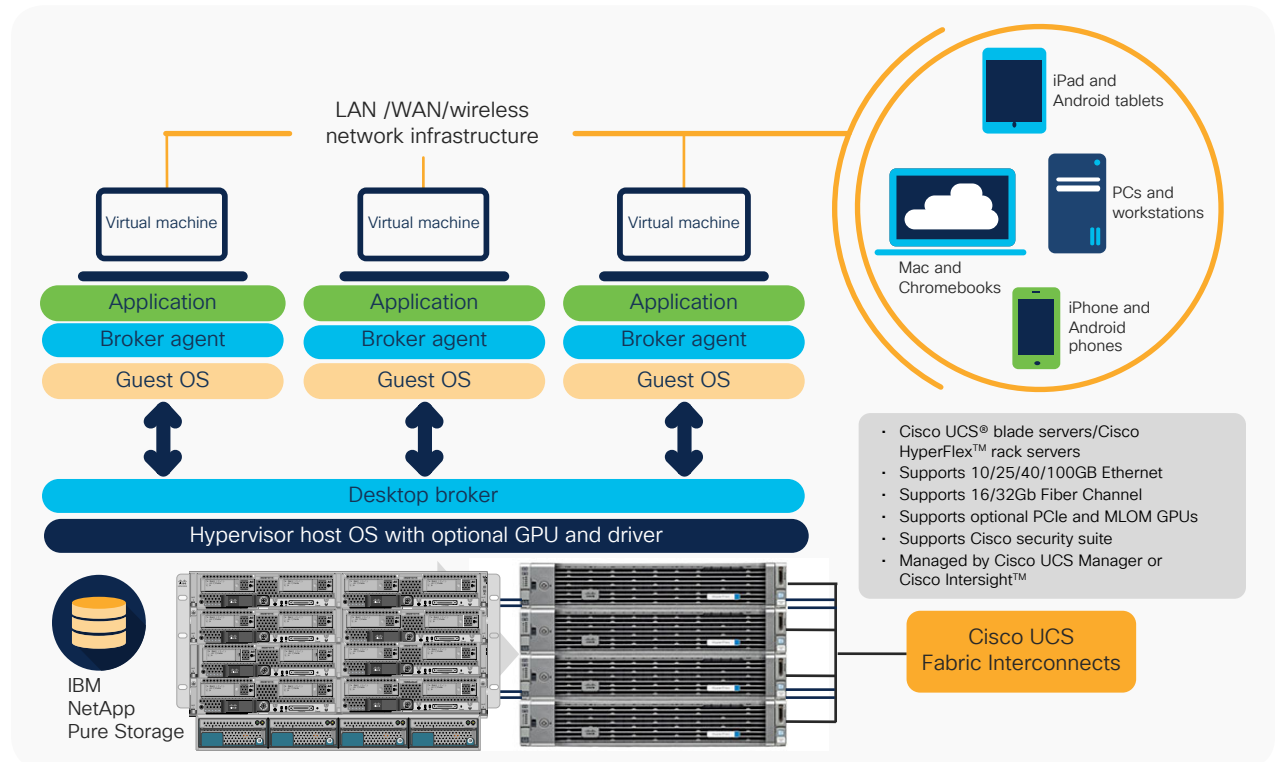 LAN /WAN/wireless
network infrastructure
iPad and
Android tablets
PCs and
workstations
Mac and
Chromebooks
iPhone and
Android
phones
Virtual machine
Virtual machine
Virtual machine
Application
Application
Application
Broker agent
Broker agent
Broker agent
Guest OS
Guest OS
Guest OS
Desktop broker
Hypervisor host OS with optional GPU and driver
· Cisco UCS® blade servers/Cisco
HyperFlex™ rack servers
· Supports 10/25/40/100GB Ethernet
· Supports 16/32Gb Fiber Channel
· Supports optional PCIe and MLOM GPUs
· Supports Cisco security suite
· Managed by Cisco UCS Manager or
Cisco Intersight™
IBM
NetApp
Pure Storage
Cisco UCS
Fabric Interconnects